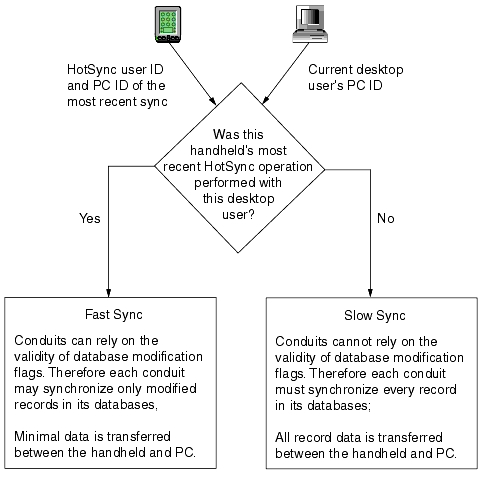 HotSync user ID
and PC ID of the
most recent sync
Current desktop
user's PC ID
Was this
handheld's most
recent HotSync operation
performed with
this desktop
user?
Yes
No
Fast Sync
Conduits can rely on the
validity of database modification
flags. Therefore each conduit
may synchronize only modified
records in its databases,
Minimal data is transferred
between the handheld and PC.
Slow Sync
Conduits cannot rely on the
validity of database modification
flags. Therefore each conduit
must synchronize every record
in its databases;
All record data is transferred
between the handheld and PC.